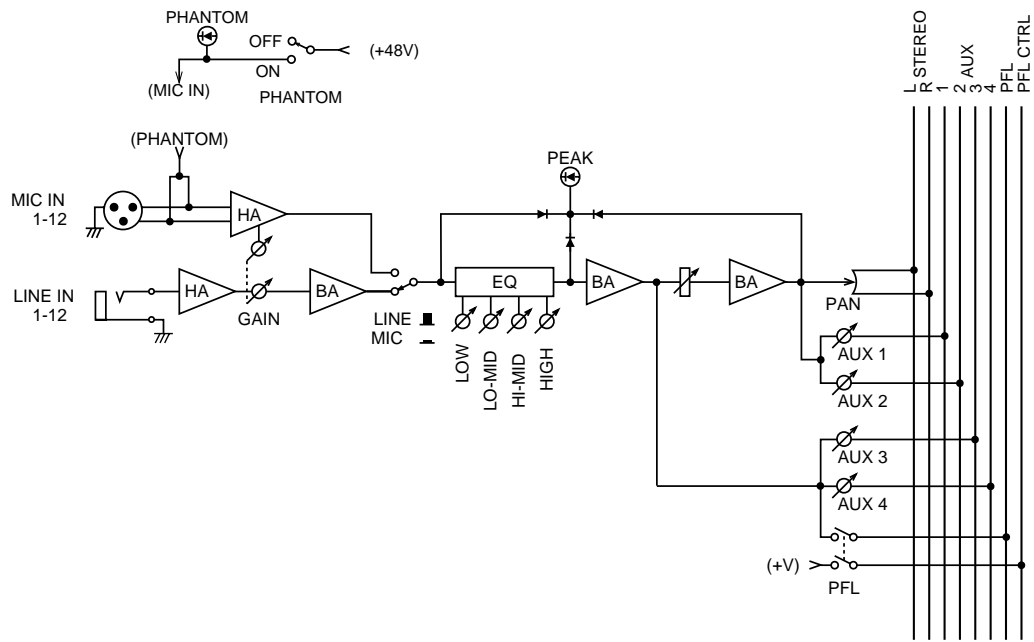 PHANTOM
OFF
(+48V)
ON
(MIC IN)
PHANTOM
L STEREO
R
1
2 AUX
3
4
PFL
PFL CTRL
(PHANTOM)
PEAK
MIC IN
1-12
HA
LINE IN
1-12
HA
GAIN
BA
LINE
MIC
EQ
LOW
LO-MID
HI-MID
HIGH
BA
BA
PAN
AUX 1
AUX 2
AUX 3
AUX 4
(+V)
PFL